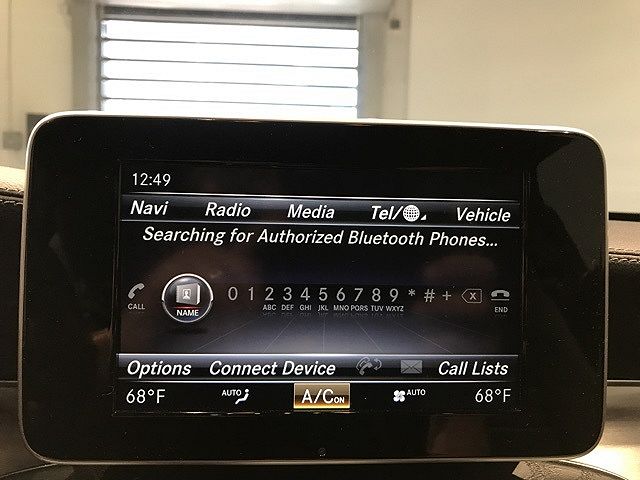 12:49
Navi Radio Media Tel/ Vehicle
Searching for Authorized Bluetooth Phones...
CALL NAME 0 1 2 3 4 5 6 7 8 9 * # + END
ABC DEF GHI JKL MNO PQRS TUV WXYZ
Options Connect Device Call Lists
68°F AUTO A/C ON AUTO 68°F